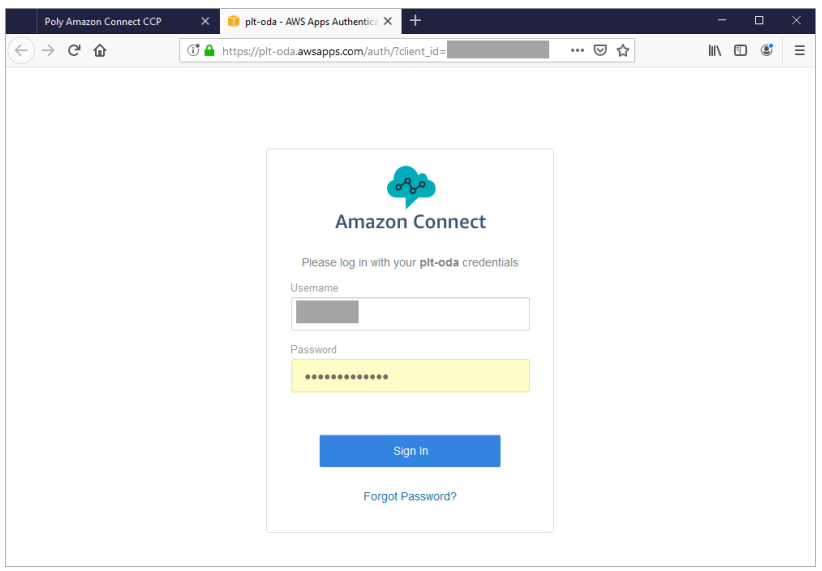 Poly Amazon Connect CCP
plt-oda - AWS Apps Authentica
https://plt-oda.awsapps.com/auth/?client_id=
Amazon Connect
Please log in with your plt-oda credentials
Username
Password
Sign In
Forgot Password?